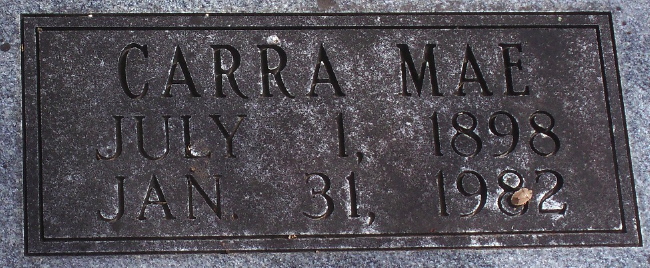 CARRA MAE
JULY 1, 1898
JAN. 31, 1982